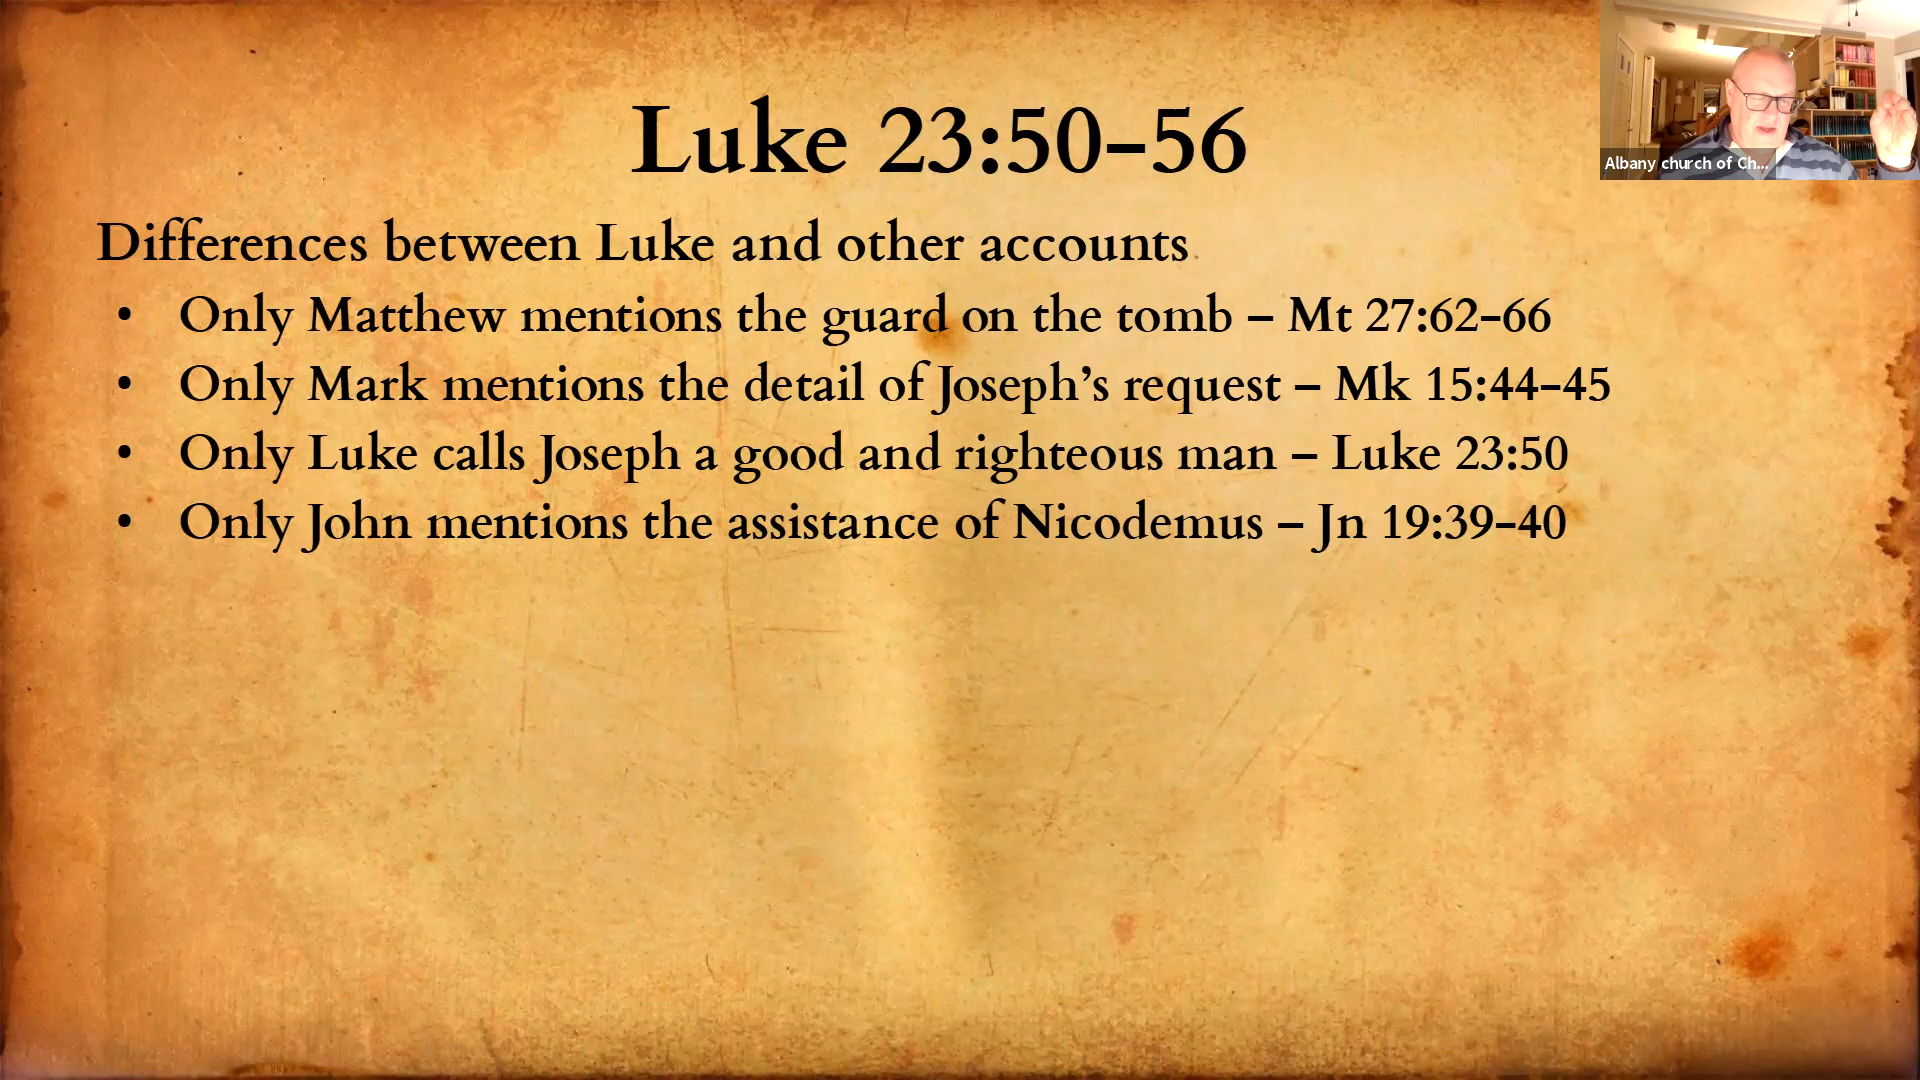 Luke 23:50–56
Differences between Luke and other accounts
• Only Matthew mentions the guard on the tomb – Mt 27:62–66
• Only Mark mentions the detail of Joseph’s request – Mk 15:44–45
• Only Luke calls Joseph a good and righteous man – Luke 23:50
• Only John mentions the assistance of Nicodemus – Jn 19:39–40
Albany church of Ch...